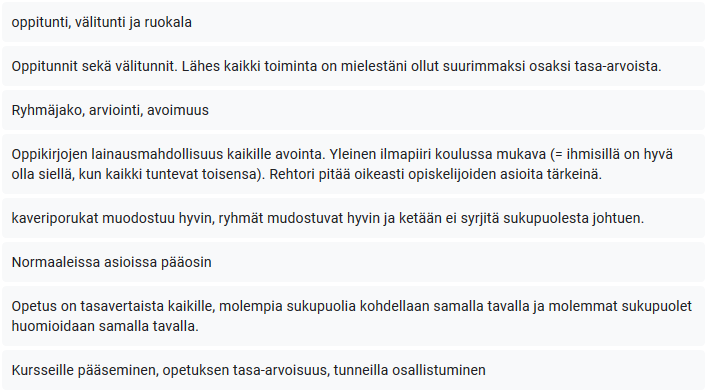 oppitunti, välitunti ja ruokala
Oppitunnit sekä välitunnit. Lähes kaikki toiminta on mielestäni ollut suurimmaksi osaksi tasa-arvoista.
Ryhmäjako, arviointi, avoimuus
Oppikirjojen lainausmahdollisuus kaikille avointa. Yleinen ilmapiiri koulussa mukava (= ihmisillä on hyvä
olla siellä, kun kaikki tuntevat toisensa). Rehtori pitää oikeasti opiskelijoiden asioita tärkeinä.
kaveriporukat muodostuu hyvin, ryhmät mudostuvat hyvin ja ketään ei syrjitä sukupuolesta johtuen.
Normaaleissa asioissa pääosin
Opetus on tasavertaista kaikille, molempia sukupuolia kohdellaan samalla tavalla ja molemmat sukupuolet
huomioidaan samalla tavalla.
Kursseille pääseminen, opetuksen tasa-arvoisuus, tunneilla osallistuminen